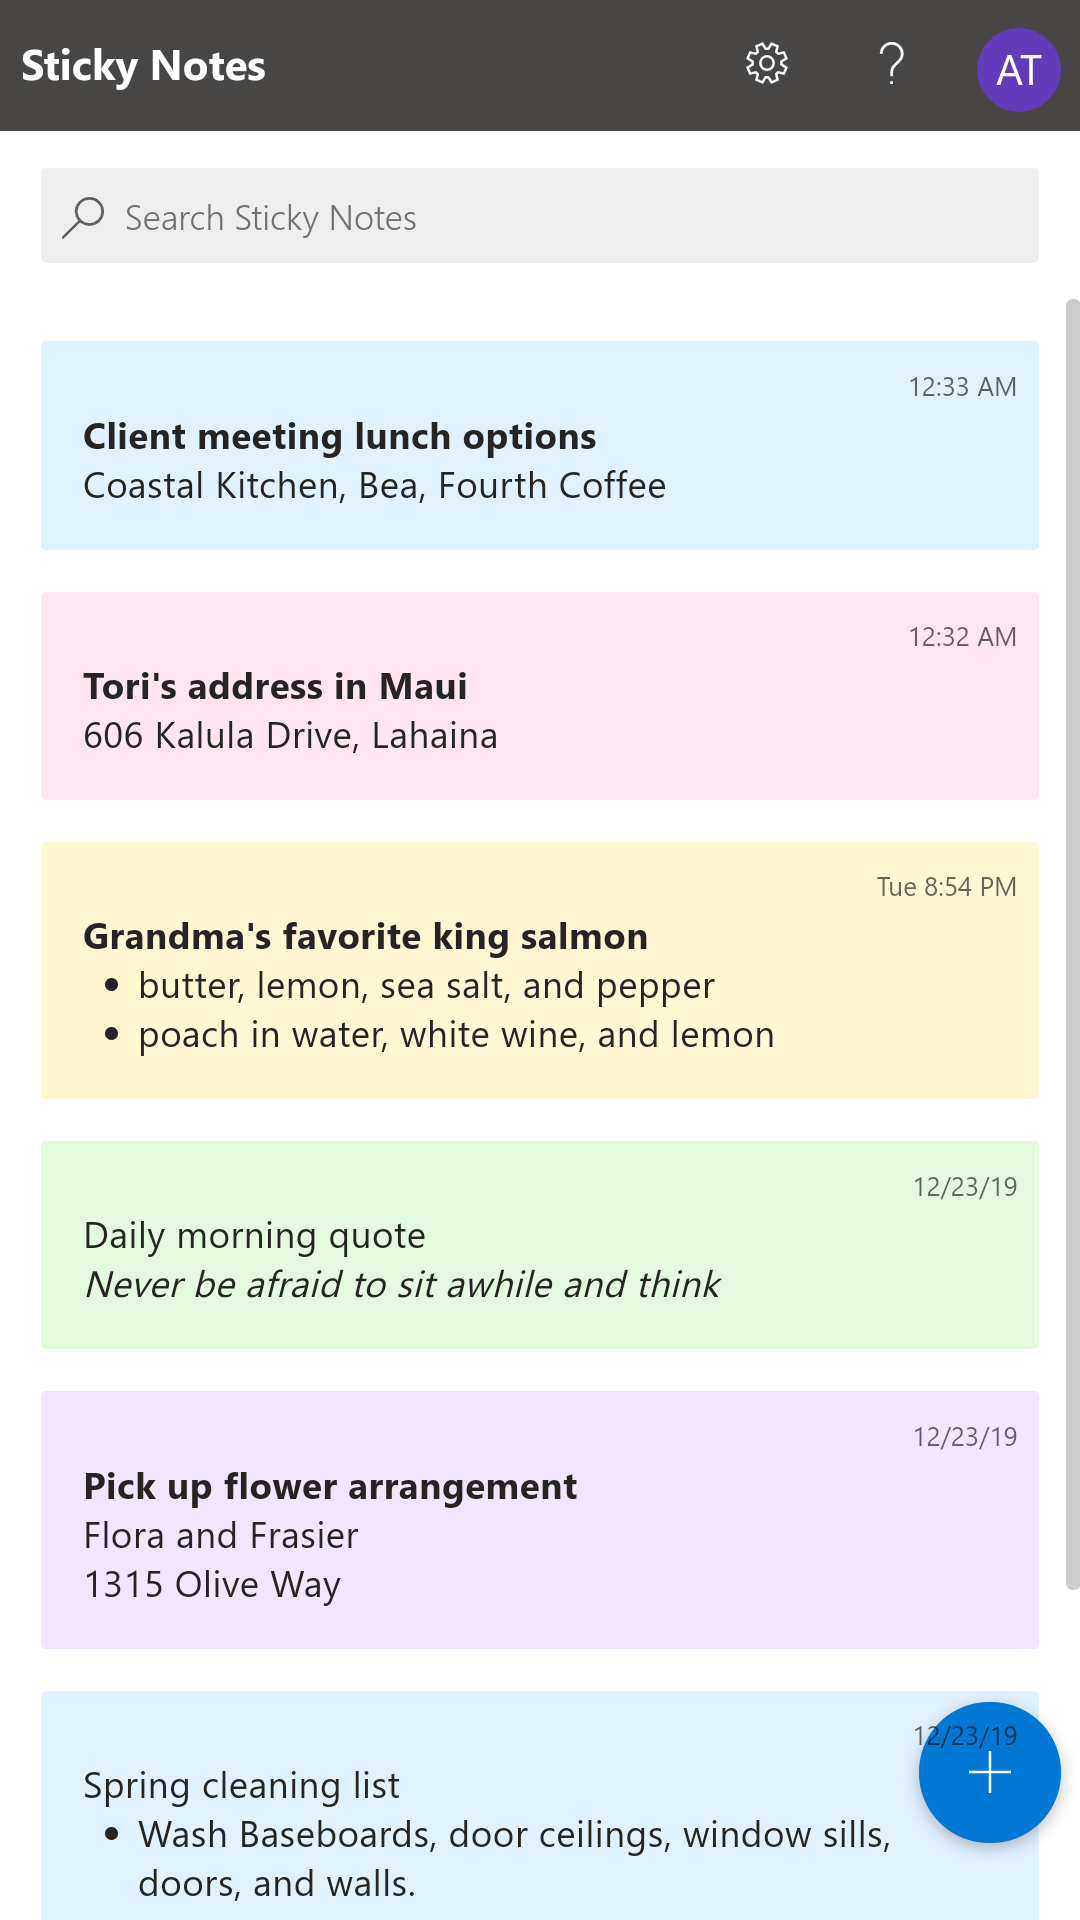 Sticky Notes
AT
Search Sticky Notes
12:33 AM
Client meeting lunch options
Coastal Kitchen, Bea, Fourth Coffee
12:32 AM
Tori's address in Maui
606 Kalula Drive, Lahaina
Tue 8:54 PM
Grandma's favorite king salmon
• butter, lemon, sea salt, and pepper
• poach in water, white wine, and lemon
12/23/19
Daily morning quote
Never be afraid to sit awhile and think
12/23/19
Pick up flower arrangement
Flora and Frasier
1315 Olive Way
12/23/19
Spring cleaning list
• Wash Baseboards, door ceilings, window sills,
doors, and walls.